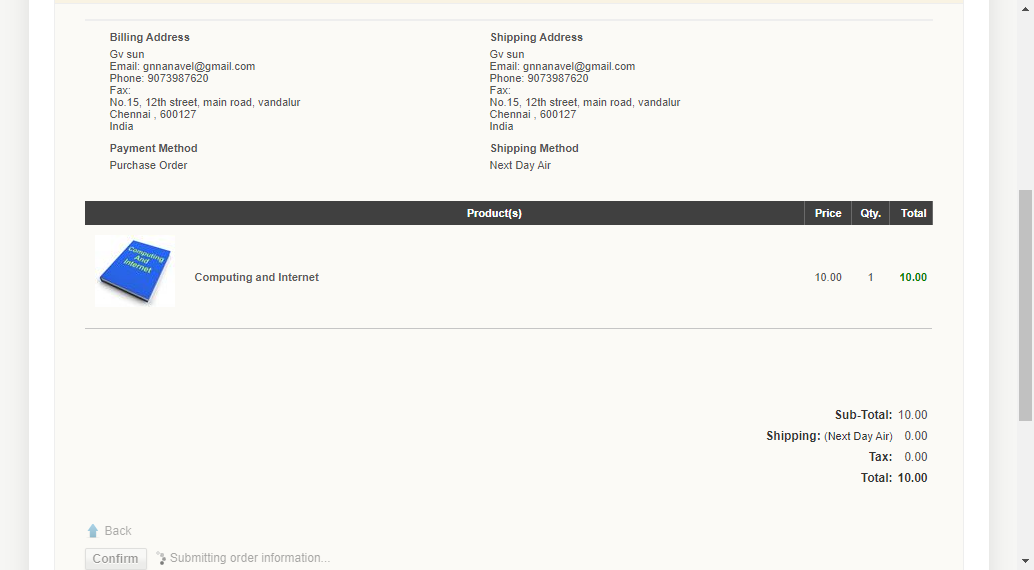 Billing Address
Gv sun
Email: gnnanavel@gmail.com
Phone: 9073987620
Fax:
No.15, 12th street, main road, vandalur
Chennai , 600127
India
Payment Method
Purchase Order
Shipping Address
Gv sun
Email: gnnanavel@gmail.com
Phone: 9073987620
Fax:
No.15, 12th street, main road, vandalur
Chennai , 600127
India
Shipping Method
Next Day Air
Product(s) Price Qty. Total
Computing
And
Internet
Computing and Internet 10.00 1 10.00
Sub-Total: 10.00
Shipping: (Next Day Air) 0.00
Tax: 0.00
Total: 10.00
Back
Confirm Submitting order information...